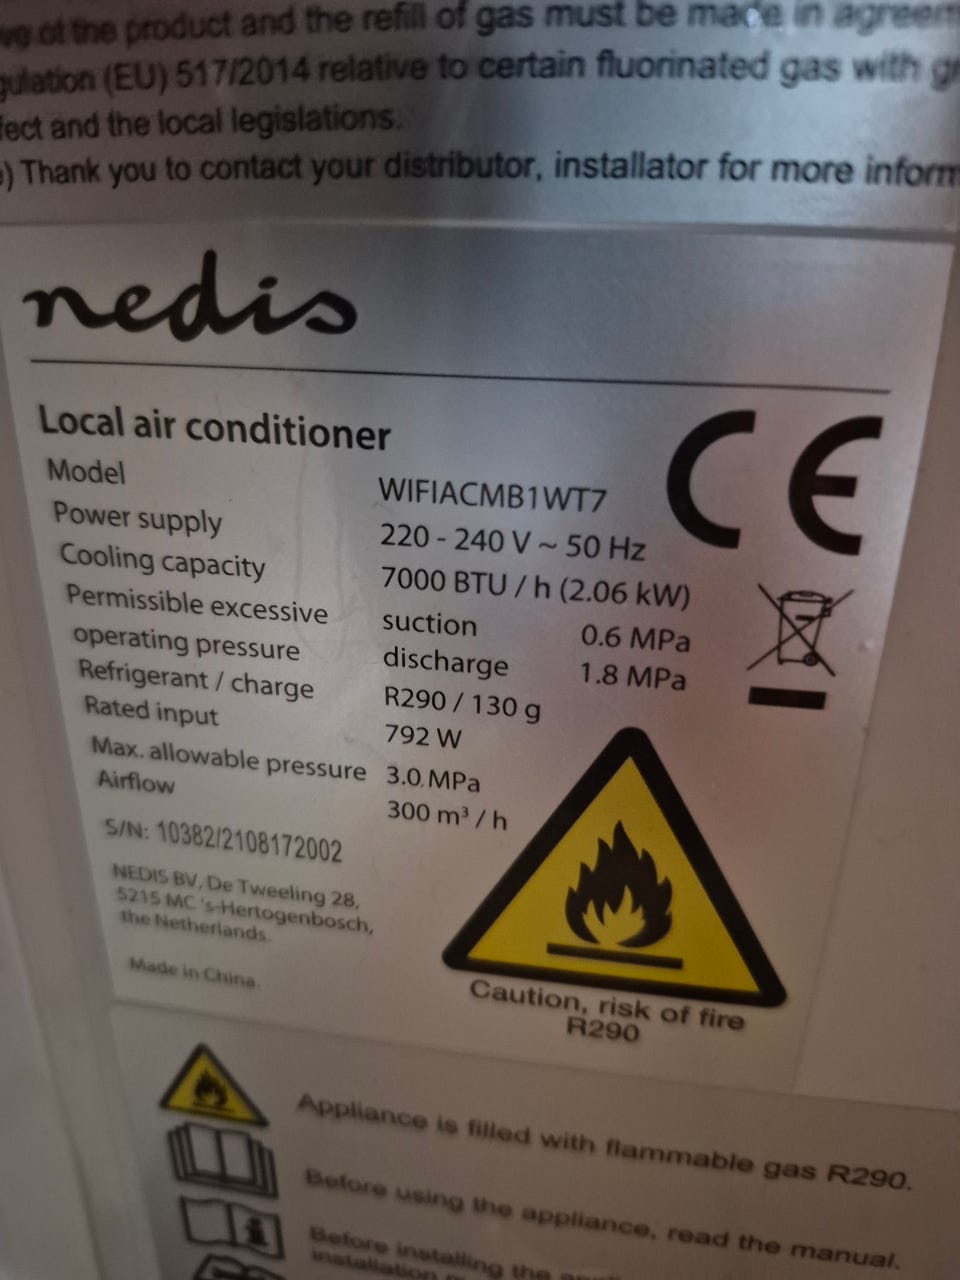 of the product and the refill of gas must be made in
(EU) 517/2014 relative to certain fluorinated gas with
and the local legislations.
) Thank you to contact your distributor, installator for more
nedis
Local air conditioner
CE
Model WIFIACMB1WT7
Power supply 220 - 240 V ~ 50 Hz
Cooling capacity 7000 BTU / h (2.06 kW)
Permissible excessive suction 0.6 MPa
operating pressure discharge 1.8 MPa
Refrigerant / charge R290 / 130 g
Rated input 792 W
Max. allowable pressure 3.0 MPa
Airflow 300 m³ / h
S/N: 10382/2108172002
NEDIS BV, De Tweeling 28,
5215 MC 's-Hertogenbosch,
the Netherlands.
Made in China.
Caution, risk of fire
R290
Appliance is filled with flammable gas R290.
Before using the appliance, read the manual.
Before installing the
installation